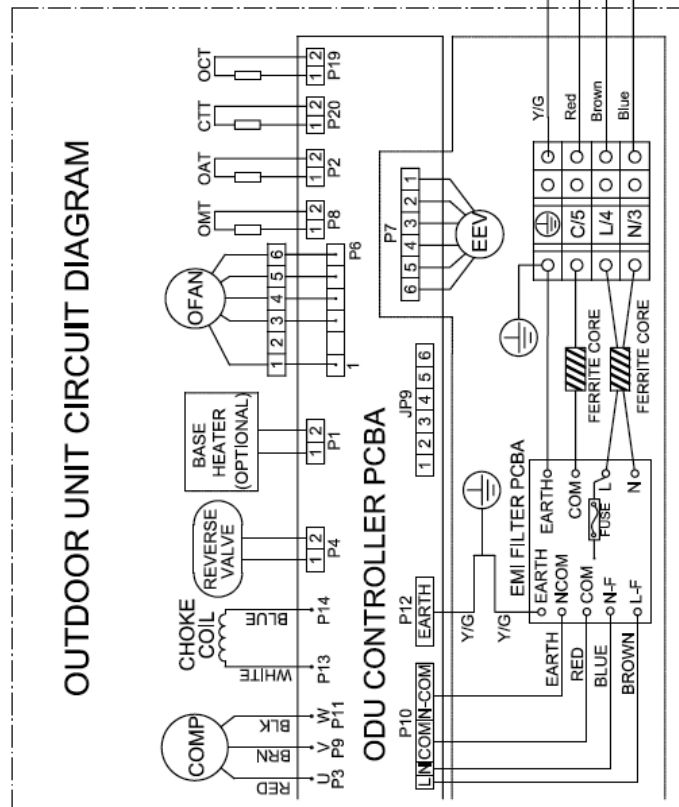 OUTDOOR UNIT CIRCUIT DIAGRAM
OCT
2
1
P19
CTT
2
1
P20
OAT
2
1
P2
OMT
2
1
P8
OFAN
6
5
4
3
2
1
P6
1
BASE
HEATER
(OPTIONAL)
2
1
P1
REVERSE
VALVE
2
1
P4
CHOKE
COIL
BLUE
P14
WHITE
P13
COMP
BLK
W
P11
BRN
V
P9
RED
U
P3
ODU CONTROLLER PCBA
P7
1
2
3
4
5
6
EEV
JP9
1 2 3 4 5 6
P12
EARTH
P10
L N COM N-COM
Y/G
Y/G
EMI FILTER PCBA
EARTH
NCOM
COM
N-F
L-F
EARTH
COM
L
N
FUSE
EARTH
RED
BLUE
BROWN
FERRITE CORE
FERRITE CORE
Y/G
Red
Brown
Blue
C/5
L/4
N/3